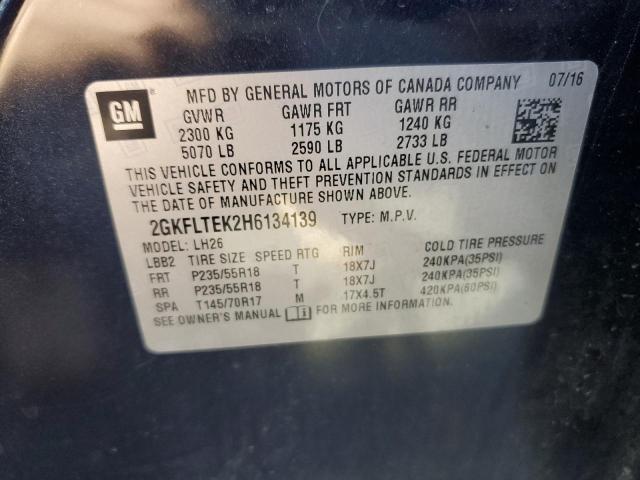 GM
MFD BY GENERAL MOTORS OF CANADA COMPANY 07/16
GVWR GAWR FRT GAWR RR
2300 KG 1175 KG 1240 KG
5070 LB 2590 LB 2733 LB
THIS VEHICLE CONFORMS TO ALL APPLICABLE U.S. FEDERAL MOTOR
VEHICLE SAFETY AND THEFT PREVENTION STANDARDS IN EFFECT ON
THE DATE OF MANUFACTURE SHOWN ABOVE.
2GKFLTEK2H6134139 TYPE: M.P.V.
MODEL: LH26
LBB2 TIRE SIZE SPEED RTG RIM COLD TIRE PRESSURE
FRT P235/55R18 T 18X7J 240KPA(35PSI)
RR P235/55R18 T 18X7J 240KPA(35PSI)
SPA T145/70R17 M 17X4.5T 420KPA(60PSI)
SEE OWNER'S MANUAL FOR MORE INFORMATION.